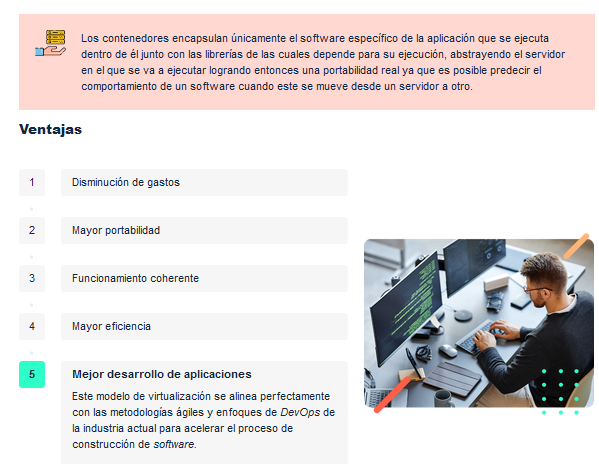 Los contenedores encapsulan únicamente el software específico de la aplicación que se ejecuta
dentro de él junto con las librerías de las cuales depende para su ejecución, abstrayendo el servidor
en el que se va a ejecutar logrando entonces una portabilidad real ya que es posible predecir el
comportamiento de un software cuando este se mueve desde un servidor a otro.
Ventajas
1 Disminución de gastos
2 Mayor portabilidad
3 Funcionamiento coherente
4 Mayor eficiencia
5 Mejor desarrollo de aplicaciones
Este modelo de virtualización se alinea perfectamente
con las metodologías ágiles y enfoques de DevOps de
la industria actual para acelerar el proceso de
construcción de software.